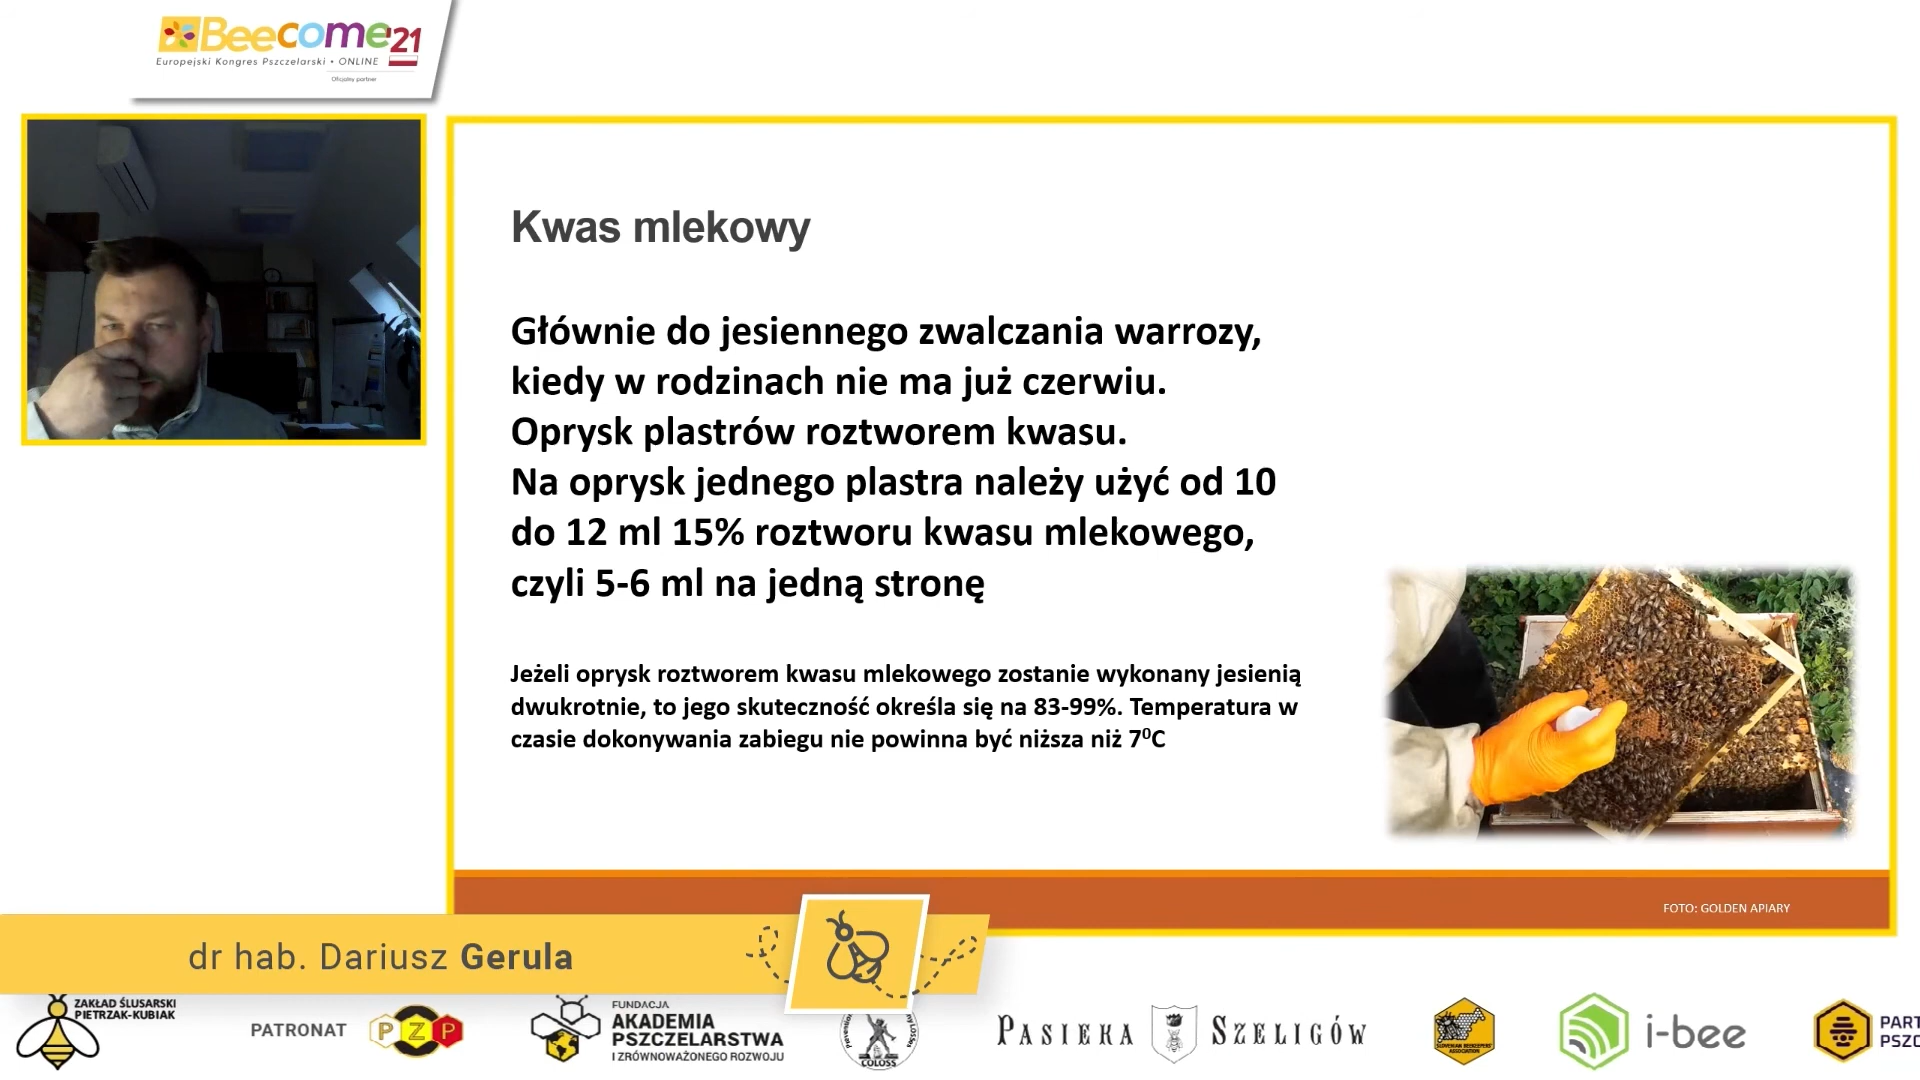 Beecome'21
Europejski Kongres Pszczelarski • ONLINE
Oficjalny partner
Kwas mlekowy
Głównie do jesiennego zwalczania warrozy,
kiedy w rodzinach nie ma już czerwiu.
Oprysk plastrów roztworem kwasu.
Na oprysk jednego plastra należy użyć od 10
do 12 ml 15% roztworu kwasu mlekowego,
czyli 5-6 ml na jedną stronę
Jeżeli oprysk roztworem kwasu mlekowego zostanie wykonany jesienią
dwukrotnie, to jego skuteczność określa się na 83-99%. Temperatura w
czasie dokonywania zabiegu nie powinna być niższa niż 7⁰C
FOTO: GOLDEN APIARY
dr hab. Dariusz Gerula
ZAKŁAD ŚLUSARSKI
PIETRZAK-KUBIAK
PATRONAT
PZP
FUNDACJA
AKADEMIA
PSZCZELARSTWA
I ZRÓWNOWAŻONEGO ROZWOJU
COLOSS
PASIEKA SZELIGÓW
SLOVENIAN BEEKEEPERS'
ASSOCIATION
i-bee
PART
PSZC